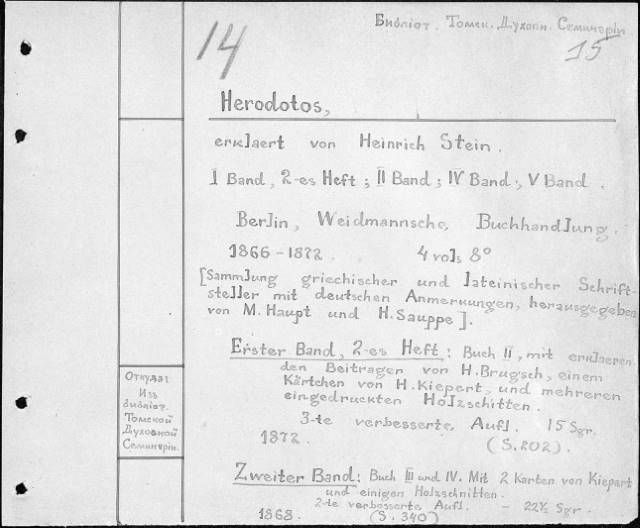 Библіот. Томск. Духовн. Семинаріи
14
15
Herodotos,
erklaert von Heinrich Stein.
I Band, 2-es Heft; II Band; IV Band; V Band.
Berlin, Weidmannsche, Buchhandlung.
1866-1872. 4 vols 8°
[Sammlung griechischer und lateinischer Schrift-
steller mit deutschen Anmerkungen, herausgegeben
von M. Haupt und H. Sauppe].
Erster Band, 2-es Heft: Buch II, mit erklaeren
den Beitragen von H. Brugsch, einem
Kärtchen von H. Kiepert, und mehreren
eingedruckten Holzschitten.
3-te verbesserte Aufl. 15 Sgr.
1872. (S. 202).
Zweiter Band: Buch III und IV. Mit 2 Karten von Kiepart
und einigen Holzschnitten.
2-te verbesserte Aufl. - 22½ Sgr.
1868. (S. 340)
Откуда:
Изъ
библіот.
Томской
Духовной
Семинаріи.